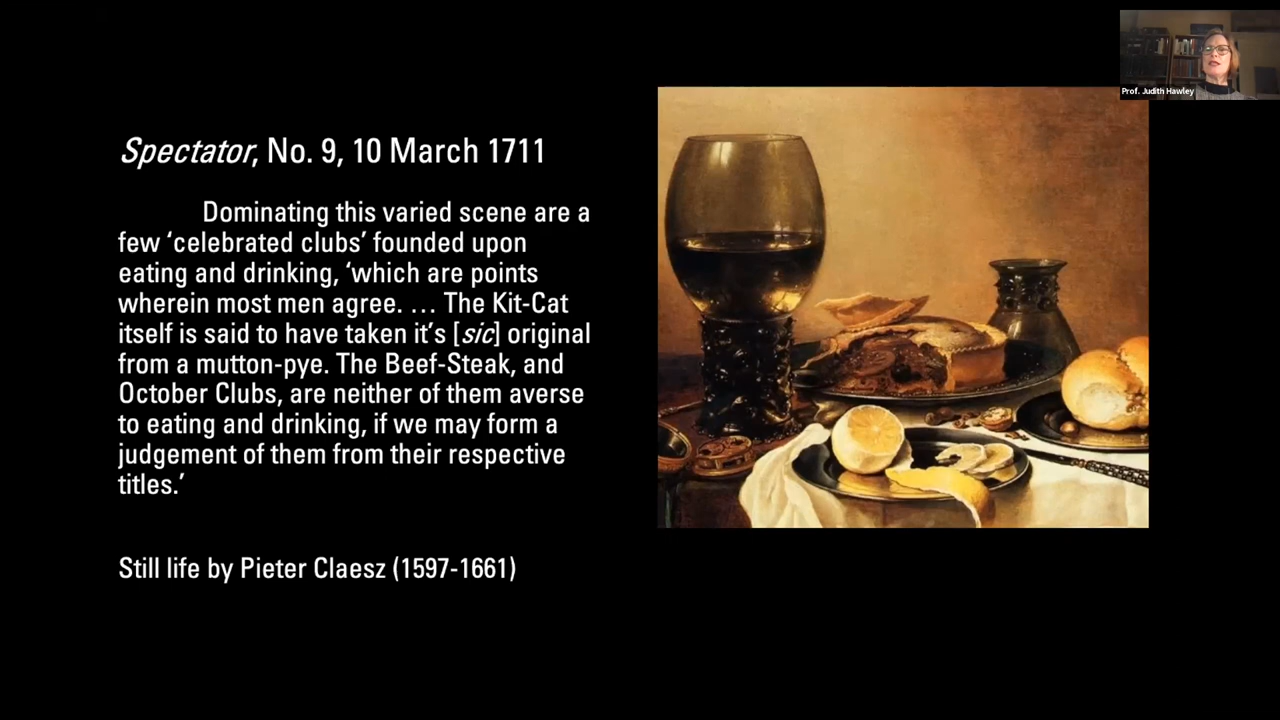 Spectator, No. 9, 10 March 1711
Dominating this varied scene are a
few ‘celebrated clubs’ founded upon
eating and drinking, ‘which are points
wherein most men agree. … The Kit-Cat
itself is said to have taken it’s [sic] original
from a mutton-pye. The Beef-Steak, and
October Clubs, are neither of them averse
to eating and drinking, if we may form a
judgement of them from their respective
titles.’
Still life by Pieter Claesz (1597-1661)
Prof. Judith Hawley